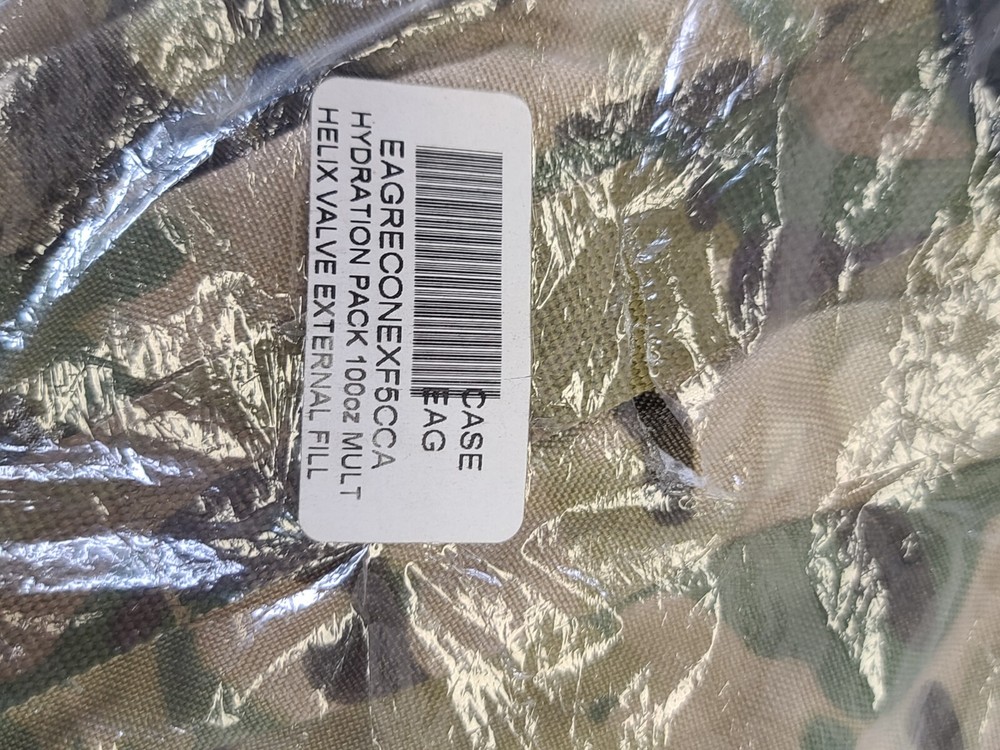 CASE
EAG
EAGRECONEXF5CCA
HYDRATION PACK 100oz MULT
HELIX VALVE EXTERNAL FILL